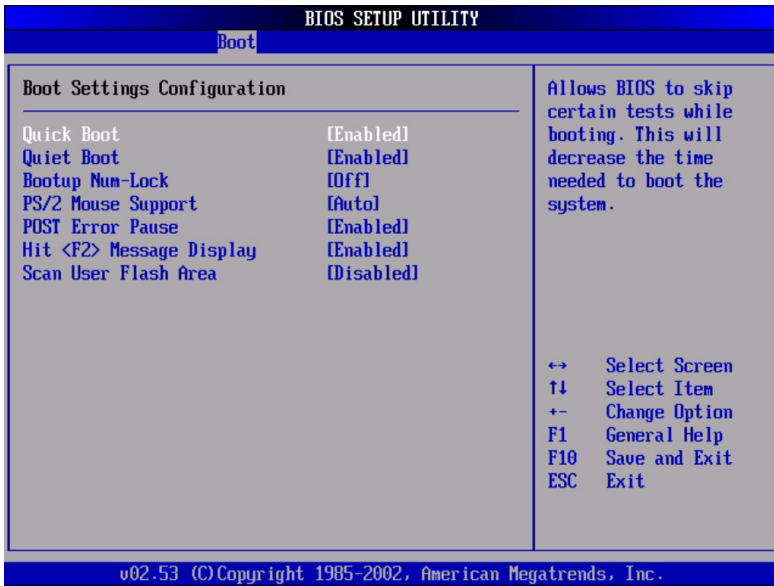 BIOS SETUP UTILITY
Boot
Boot Settings Configuration
Quick Boot [Enabled]
Quiet Boot [Enabled]
Bootup Num-Lock [Off]
PS/2 Mouse Support [Auto]
POST Error Pause [Enabled]
Hit <F2> Message Display [Enabled]
Scan User Flash Area [Disabled]
Allows BIOS to skip
certain tests while
booting. This will
decrease the time
needed to boot the
system.
↔ Select Screen
↑↓ Select Item
+- Change Option
F1 General Help
F10 Save and Exit
ESC Exit
v02.53 (C)Copyright 1985-2002, American Megatrends, Inc.